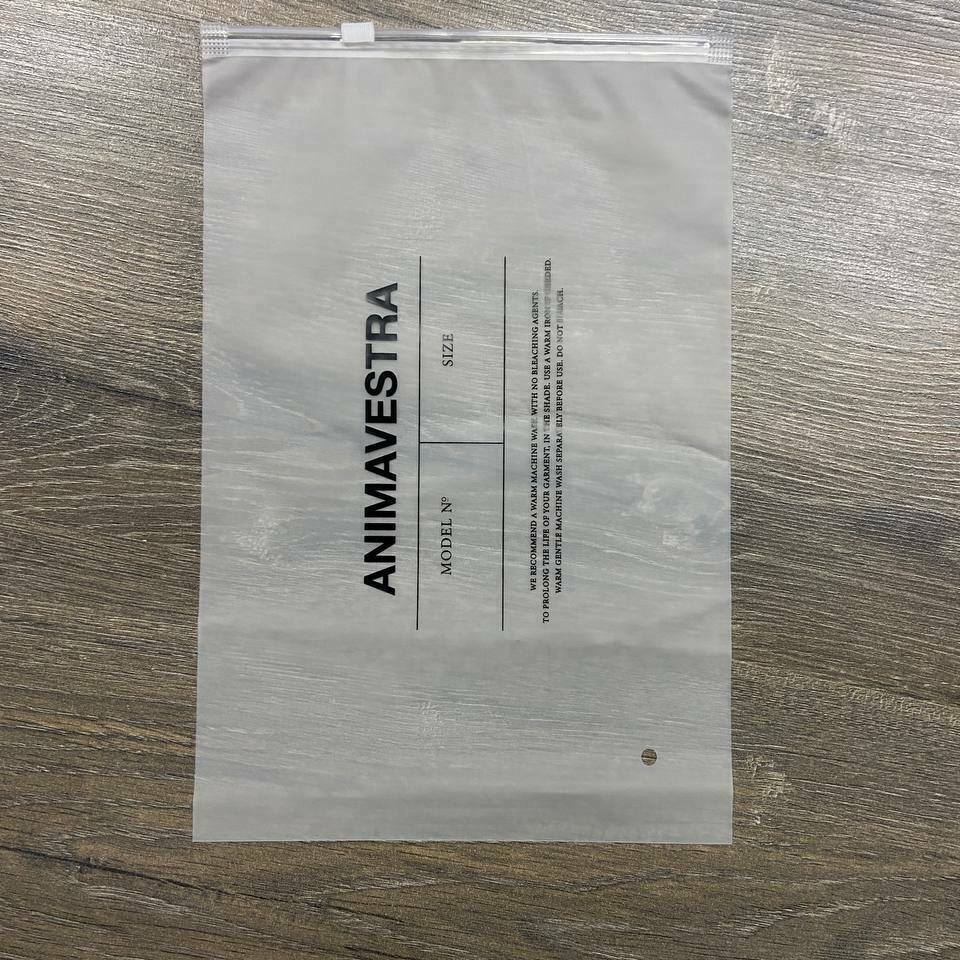 ANIMAVESTRA
MODEL Nº
SIZE
WE RECOMMEND A WARM MACHINE WASH WITH NO BLEACHING AGENTS.
TO PROLONG THE LIFE OF YOUR GARMENT, IN THE SHADE. USE A WARM IRON IF NEEDED.
WARM GENTLE MACHINE WASH SEPARATELY BEFORE USE. DO NOT BLEACH.